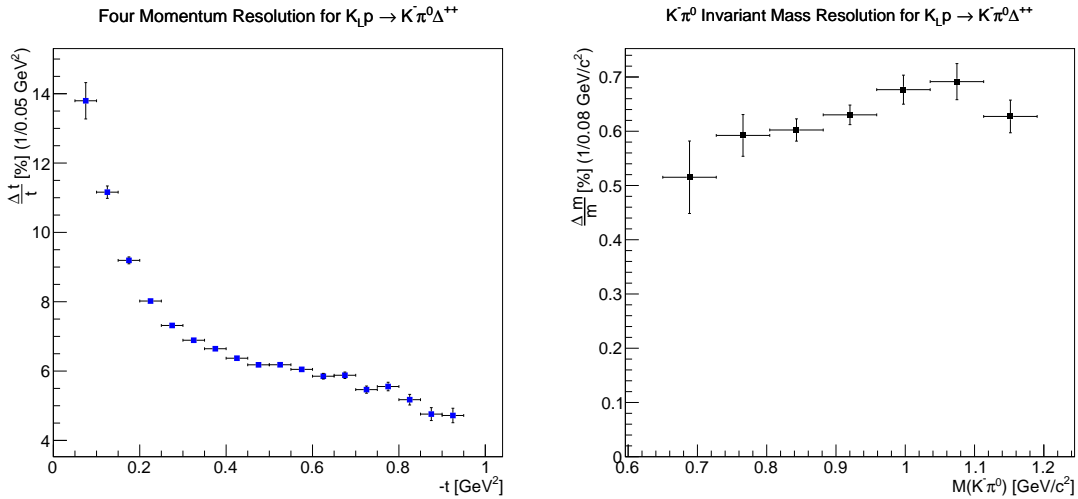 Four Momentum Resolution for K_L p → K⁻π⁰Δ⁺⁺
Δt/t [%] (1/0.05 GeV²)
14
12
10
8
6
4
0 0.2 0.4 0.6 0.8 1
-t [GeV²]
K⁻π⁰ Invariant Mass Resolution for K_L p → K⁻π⁰Δ⁺⁺
Δm/m [%] (1/0.08 GeV/c²)
0.7
0.6
0.5
0.4
0.3
0.2
0.1
0
0.6 0.7 0.8 0.9 1 1.1 1.2
M(K⁻π⁰) [GeV/c²]